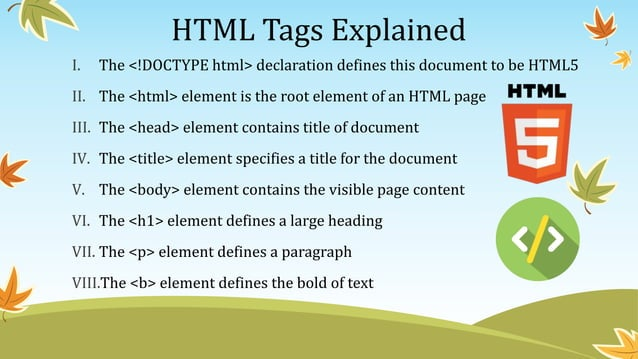 HTML Tags Explained
I. The <!DOCTYPE html> declaration defines this document to be HTML5
II. The <html> element is the root element of an HTML page
III. The <head> element contains title of document
IV. The <title> element specifies a title for the document
V. The <body> element contains the visible page content
VI. The <h1> element defines a large heading
VII. The <p> element defines a paragraph
VIII.The <b> element defines the bold of text
HTML
5
</>